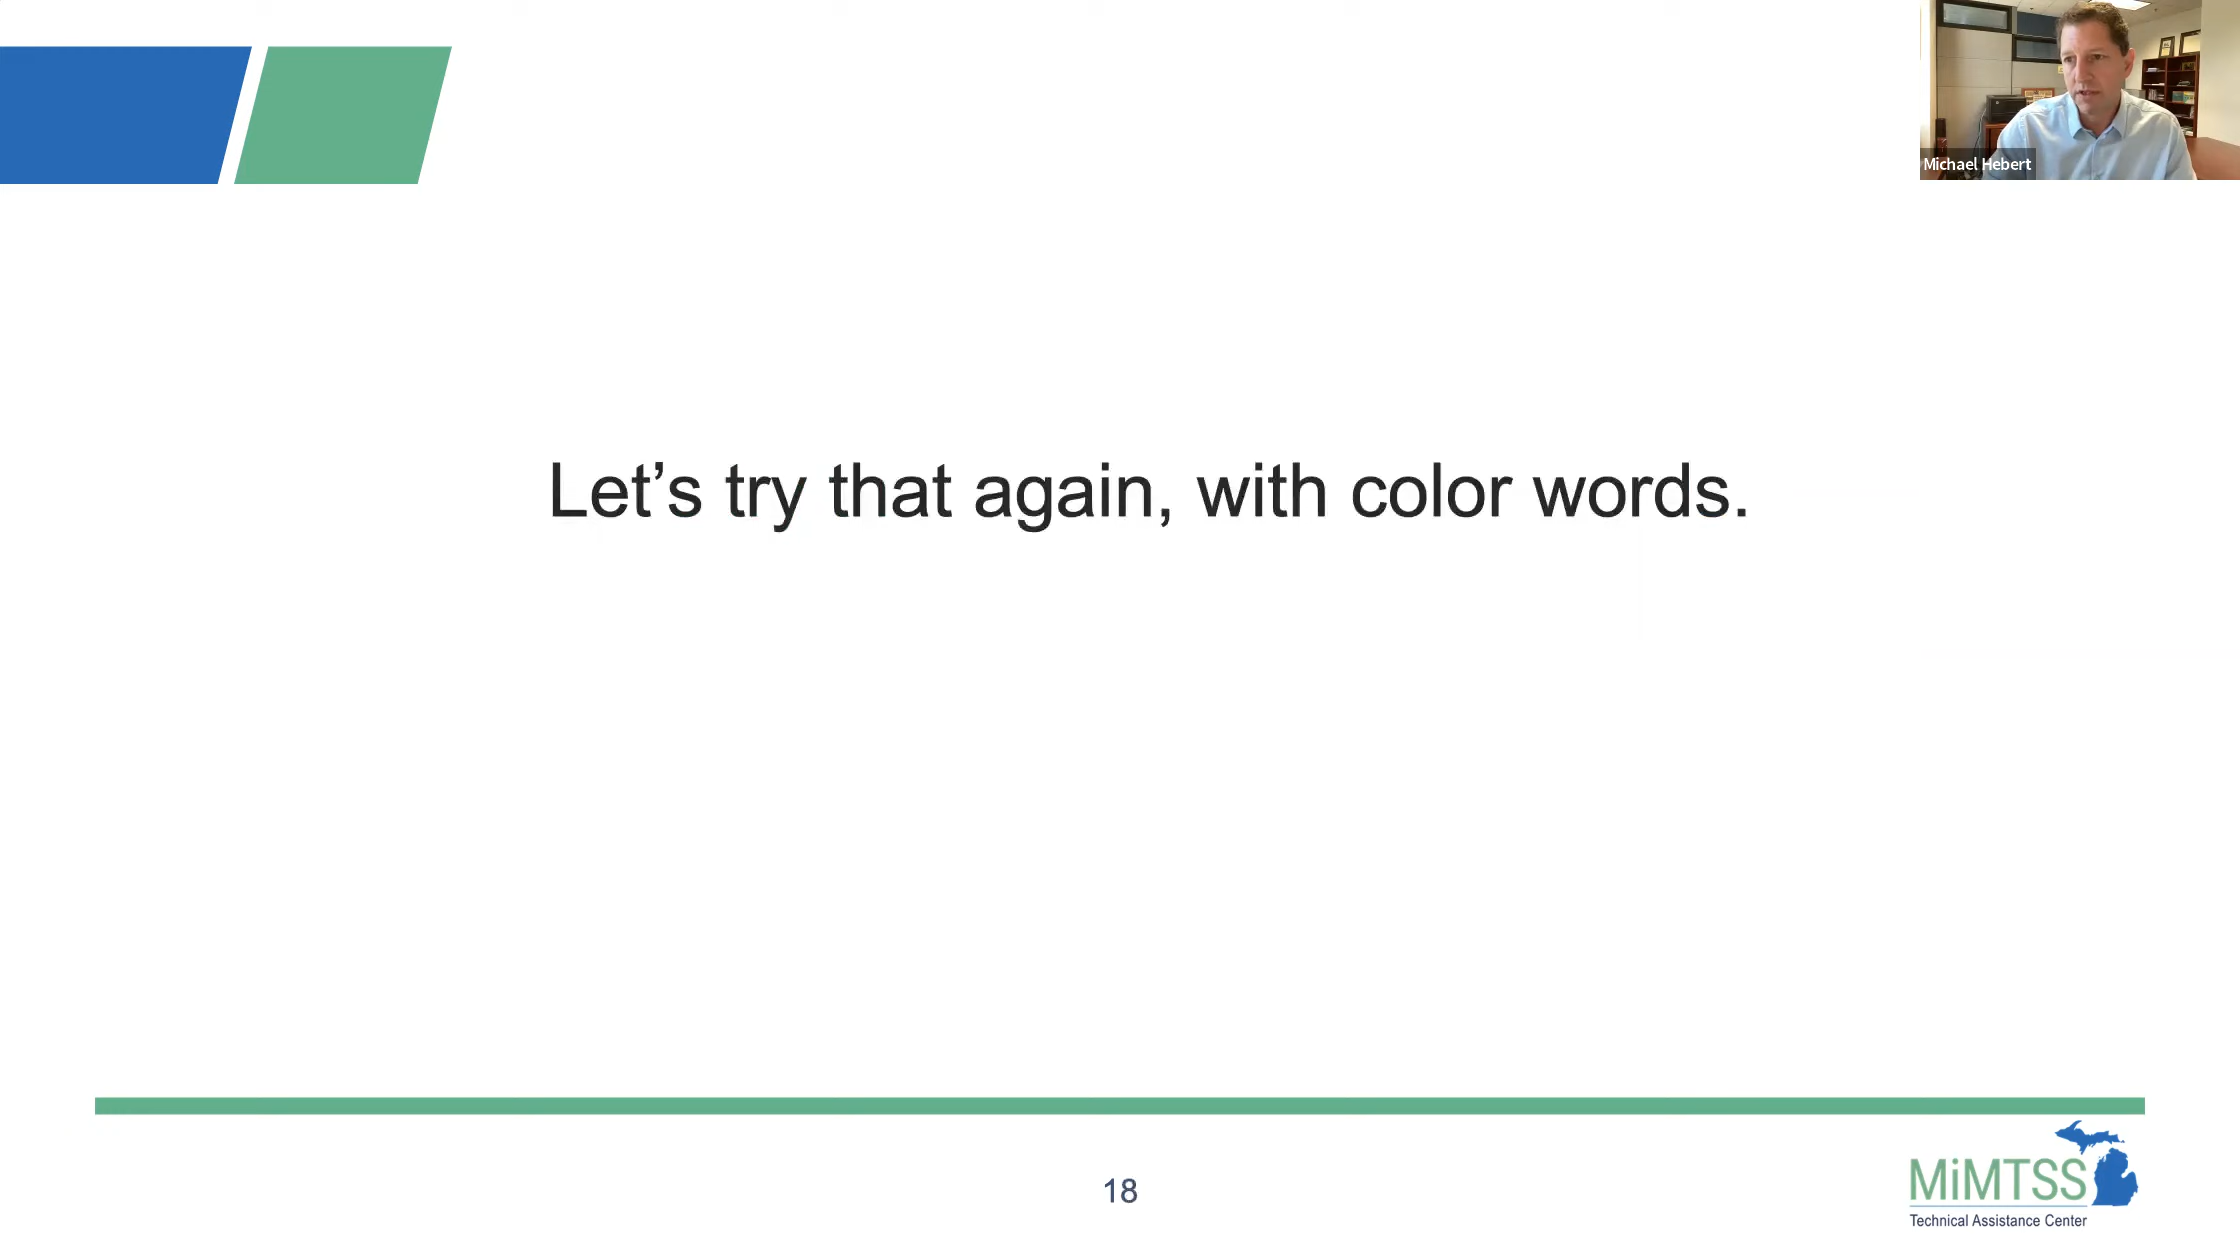 Michael Hebert
Let’s try that again, with color words.
18
MiMTSS
Technical Assistance Center